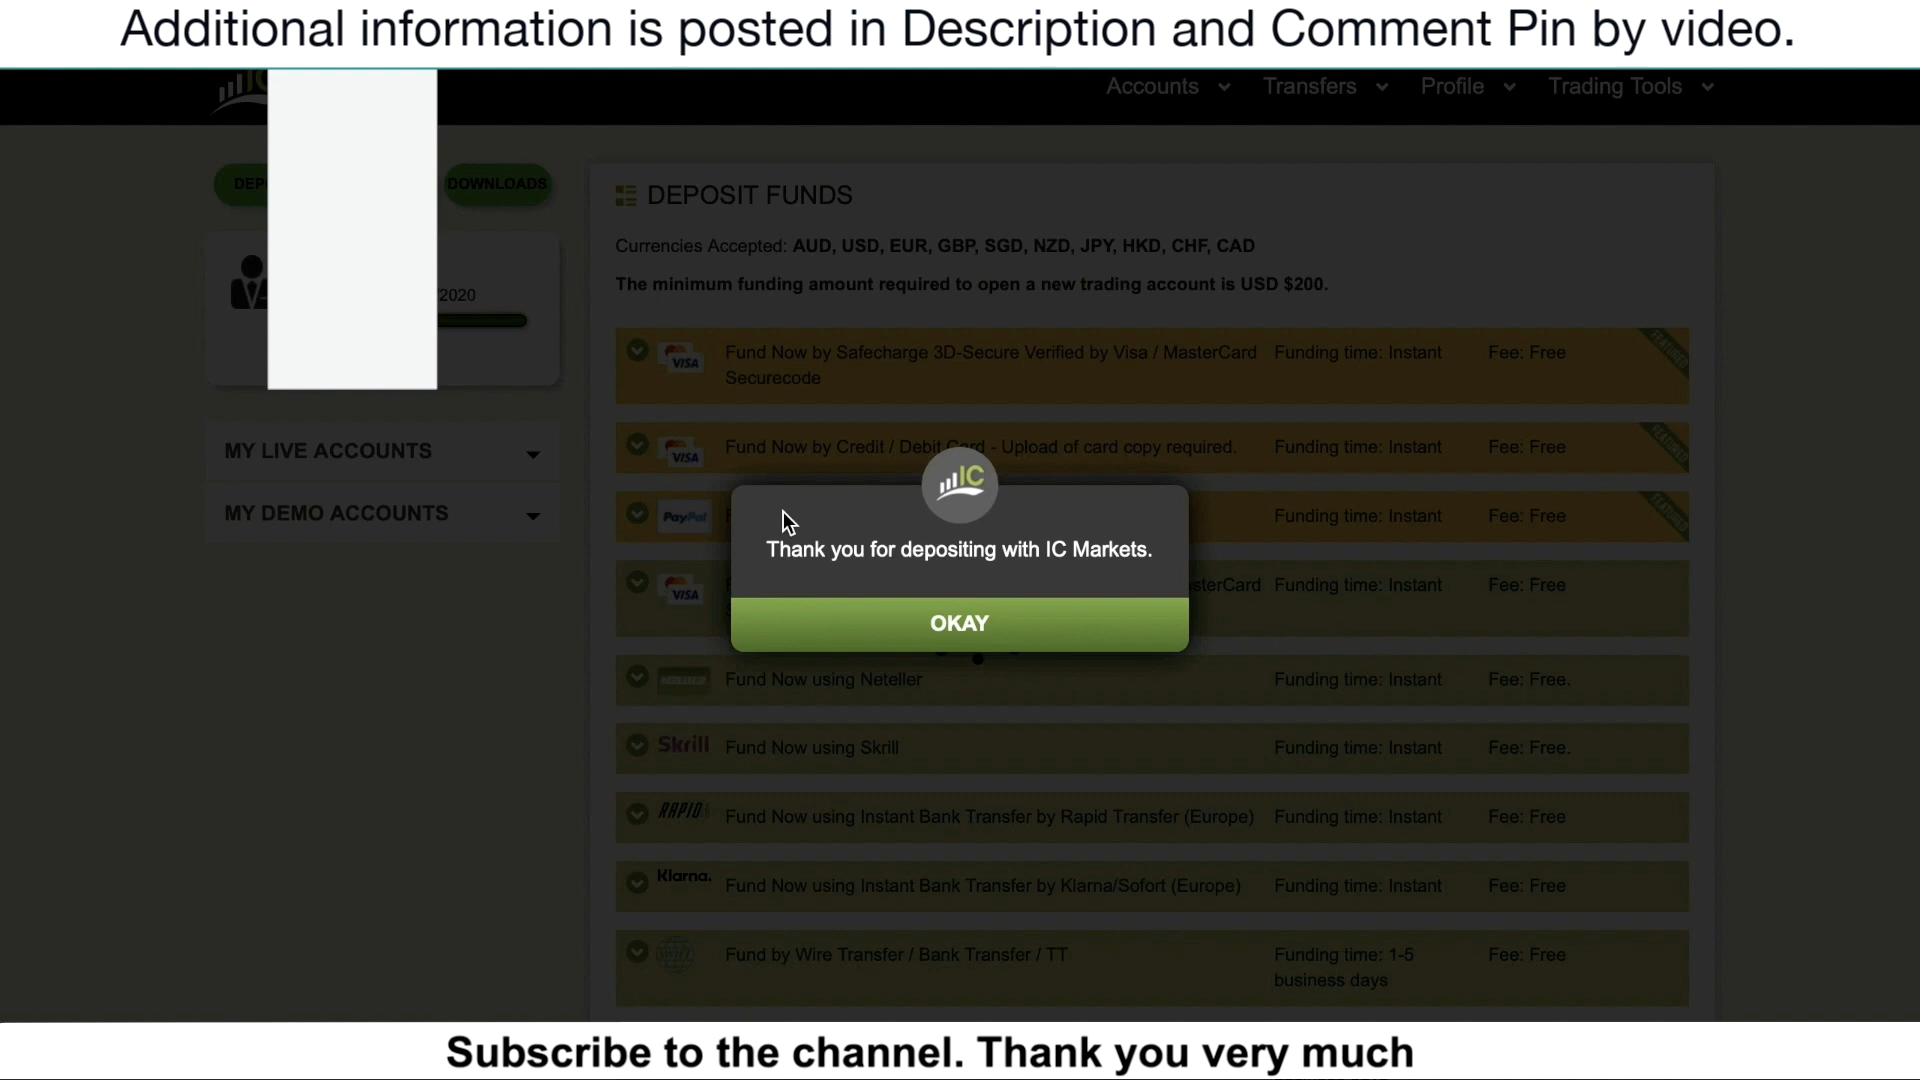 Additional information is posted in Description and Comment Pin by video.
Accounts Transfers Profile Trading Tools
DOWNLOADS
DEPOSIT FUNDS
Currencies Accepted: AUD, USD, EUR, GBP, SGD, NZD, JPY, HKD, CHF, CAD
The minimum funding amount required to open a new trading account is USD $200.
/2020
MY LIVE ACCOUNTS
MY DEMO ACCOUNTS
VISA Fund Now by Safecharge 3D-Secure Verified by Visa / MasterCard Funding time: Instant Fee: Free FEATURED
Securecode
VISA Fund Now by Credit / Debit Card - Upload of card copy required. Funding time: Instant Fee: Free FEATURED
PayPal Funding time: Instant Fee: Free FEATURED
IC
Thank you for depositing with IC Markets.
OKAY
VISA sterCard Funding time: Instant Fee: Free
NETELLER Fund Now using Neteller Funding time: Instant Fee: Free.
Skrill Fund Now using Skrill Funding time: Instant Fee: Free.
RAPID Fund Now using Instant Bank Transfer by Rapid Transfer (Europe) Funding time: Instant Fee: Free
Klarna. Fund Now using Instant Bank Transfer by Klarna/Sofort (Europe) Funding time: Instant Fee: Free
SWIFT Fund by Wire Transfer / Bank Transfer / TT Funding time: 1-5 Fee: Free
business days
Subscribe to the channel. Thank you very much